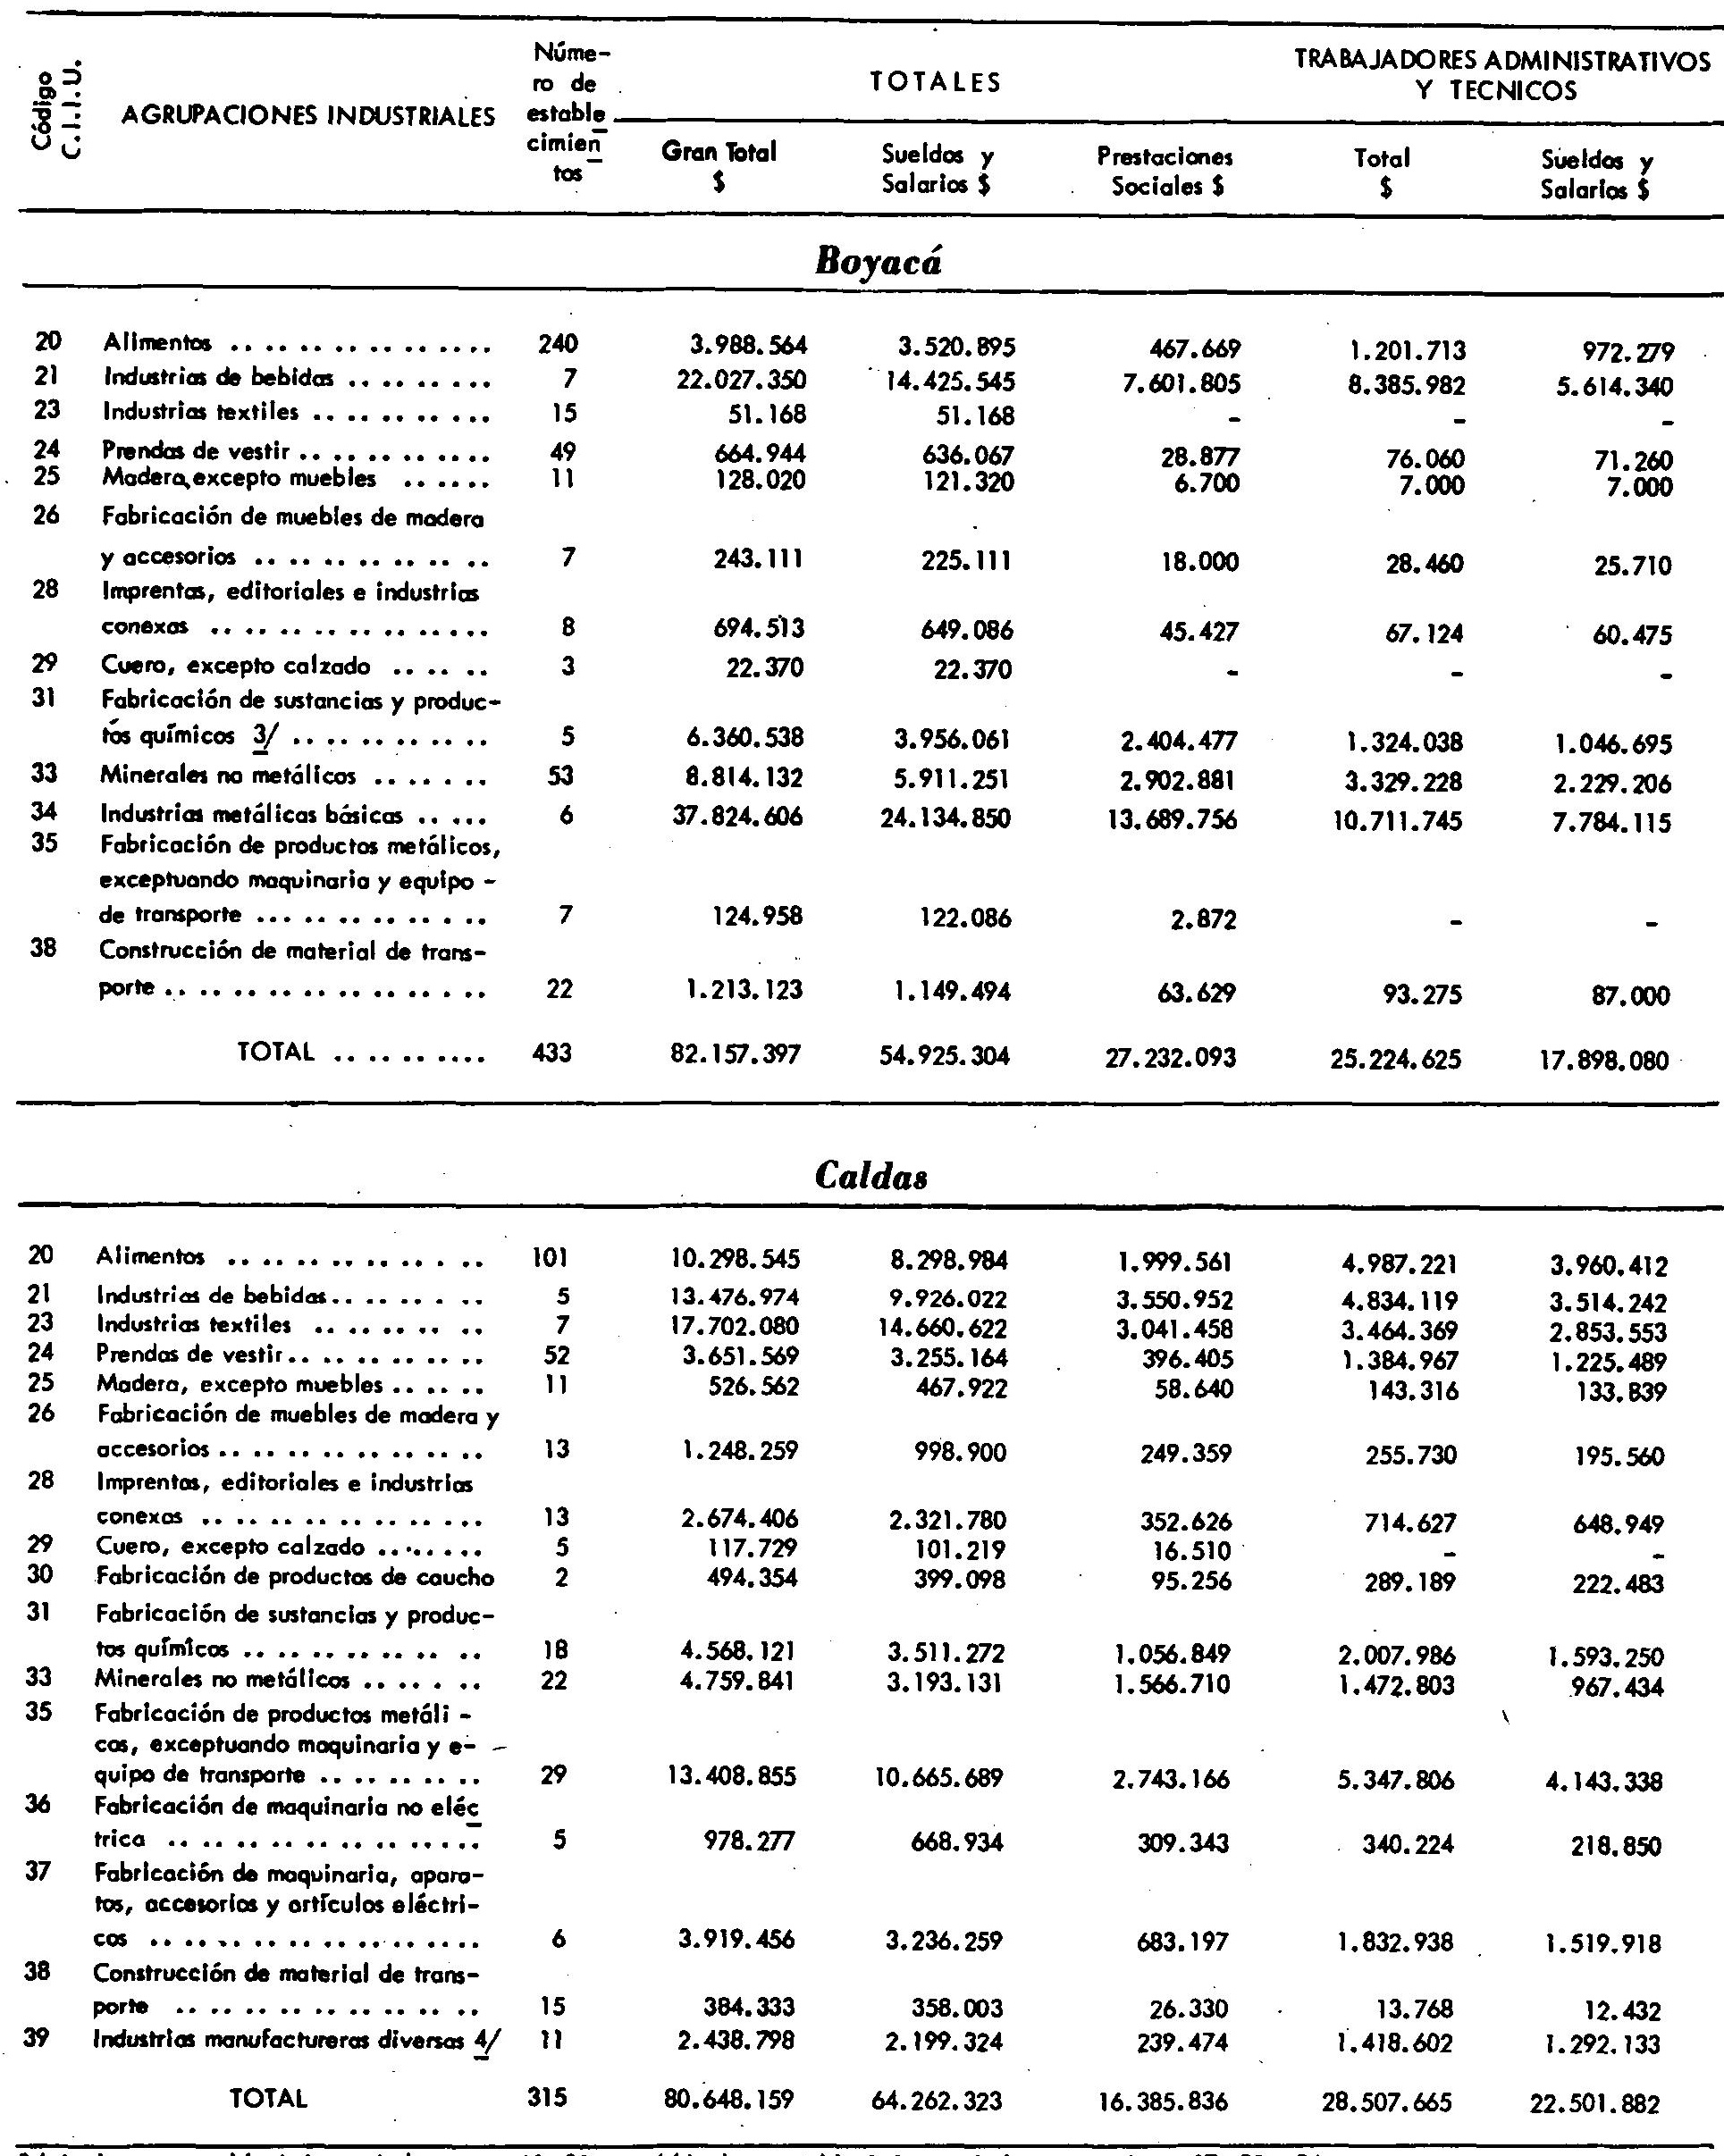 Código C.I.I.U. AGRUPACIONES INDUSTRIALES Núme- ro de estable cimien tos TOTALES TRABAJADORES ADMINISTRATIVOS Y TECNICOS
Gran Total $ Sueldos y Salarios $ Prestaciones Sociales $ Total $ Sueldos y Salarios $
Boyacá
20 Alimentos .. .. .. .. .. .. .. .. 240 3.988.564 3.520.895 467.669 1.201.713 972.279
21 Industrias de bebidas .. .. .. .. .. 7 22.027.350 14.425.545 7.601.805 8.385.982 5.614.340
23 Industrias textiles .. .. .. .. .. ... 15 51.168 51.168 - - -
24 Prendas de vestir .. .. .. .. .. .. 49 664.944 636.067 28.877 76.060 71.260
25 Madera, excepto muebles .. .. .. 11 128.020 121.320 6.700 7.000 7.000
26 Fabricación de muebles de madera
y accesorios .. .. .. .. .. .. .. 7 243.111 225.111 18.000 28.460 25.710
28 Imprentas, editoriales e industrias
conexas .. .. .. .. .. .. .. .. 8 694.513 649.086 45.427 67.124 60.475
29 Cuero, excepto calzado .. .. .. 3 22.370 22.370 - - -
31 Fabricación de sustancias y produc-
tos químicos 3/ .. .. .. .. .. .. 5 6.360.538 3.956.061 2.404.477 1.324.038 1.046.695
33 Minerales no metálicos .. .. ... 53 8.814.132 5.911.251 2.902.881 3.329.228 2.229.206
34 Industrias metálicas básicas .. ... 6 37.824.606 24.134.850 13.689.756 10.711.745 7.784.115
35 Fabricación de productos metálicos,
exceptuando maquinaria y equipo -
de transporte ... .. .. .. .. .. 7 124.958 122.086 2.872 - -
38 Construcción de material de trans-
porte .. .. .. .. .. .. .. .. .. 22 1.213.123 1.149.494 63.629 93.275 87.000
TOTAL .. .. .. .... 433 82.157.397 54.925.304 27.232.093 25.224.625 17.898.080
Caldas
20 Alimentos .. .. .. .. .. .. . .. 101 10.298.545 8.298.984 1.999.561 4.987.221 3.960.412
21 Industrias de bebidas.. .. .. . .. 5 13.476.974 9.926.022 3.550.952 4.834.119 3.514.242
23 Industrias textiles .. .. .. .. .. 7 17.702.080 14.660.622 3.041.458 3.464.369 2.853.553
24 Prendas de vestir.. .. .. .. .. .. 52 3.651.569 3.255.164 396.405 1.384.967 1.225.489
25 Madera, excepto muebles .. .. .. 11 526.562 467.922 58.640 143.316 133.839
26 Fabricación de muebles de madera y
accesorios .. .. .. .. .. .. .. .. 13 1.248.259 998.900 249.359 255.730 195.560
28 Imprentas, editoriales e industrias
conexas .. .. .. .. .. .. .. .. 13 2.674.406 2.321.780 352.626 714.627 648.949
29 Cuero, excepto calzado ........ 5 117.729 101.219 16.510 - -
30 Fabricación de productos de caucho 2 494.354 399.098 95.256 289.189 222.483
31 Fabricación de sustancias y produc-
tos químicos .. .. .. .. .. .. .. 18 4.568.121 3.511.272 1.056.849 2.007.986 1.593.250
33 Minerales no metálicos .. .. . .. 22 4.759.841 3.193.131 1.566.710 1.472.803 967.434
35 Fabricación de productos metáli -
cos, exceptuando maquinaria y e-
quipo de transporte .. .. .. .. .. 29 13.408.855 10.665.689 2.743.166 5.347.806 4.143.338
36 Fabricación de maquinaria no eléc
trica .. .. .. .. .. .. .. .. .. 5 978.277 668.934 309.343 340.224 218.850
37 Fabricación de maquinaria, apara-
tos, accesorios y artículos eléctri-
cos .. .. .. .. .. .. .. .. .. .. 6 3.919.456 3.236.259 683.197 1.832.938 1.519.918
38 Construcción de material de trans-
porte .. .. .. .. .. .. .. .. .. 15 384.333 358.003 26.330 13.768 12.432
39 Industrias manufactureras diversas 4/ 11 2.438.798 2.199.324 239.474 1.418.602 1.292.133
TOTAL 315 80.648.159 64.262.323 16.385.836 28.507.665 22.501.882